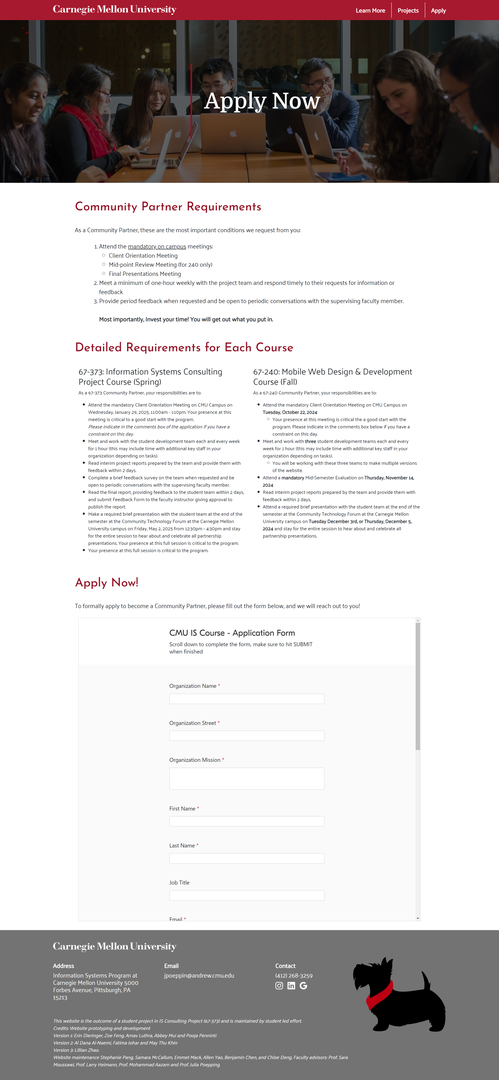 Carnegie Mellon University
Learn More
Projects
Apply
Apply Now
Community Partner Requirements
As a Community Partner, these are the most important conditions we request from you:
1. Attend the mandatory on campus meetings:
Client Orientation Meeting
Mid-point Review Meeting (for 240 only)
Final Presentations Meeting
2. Meet a minimum of one-hour weekly with the project team and respond timely to their requests for information or
feedback
3. Provide period feedback when requested and be open to periodic conversations with the supervising faculty member.
Most importantly, Invest your time! You will get out what you put in.
Detailed Requirements for Each Course
67-373: Information Systems Consulting
Project Course (Spring)
As a 67-373 Community Partner, your responsibilities are to:
Attend the mandatory Client Orientation Meeting on CMU Campus on
Wednesday, January 29, 2025, 11:00am - 1:20pm. Your presence at this
meeting is critical to a good start with the program.
Please indicate in the comments box of the application if you have a
constraint on this day.
Meet and work with the student development team each and every week
for 1 hour (this may include time with additional key staff in your
organization depending on tasks).
Read interim project reports prepared by the team and provide them with
feedback within 2 days.
Complete a brief feedback survey on the team when requested and be
open to periodic conversations with the supervising faculty member.
Read the final report, providing feedback to the student team within 2 days,
and submit Feedback Form to the faculty instructor giving approval to
publish the report.
Make a required brief presentation with the student team at the end of the
semester at the Community Technology Forum at the Carnegie Mellon
University campus on Friday, May 2, 2025 from 12:30pm - 4:30pm and stay
for the entire session to hear about and celebrate all partnership
presentations. Your presence at this full session is critical to the program.
Your presence at this full session is critical to the program.
67-240: Mobile Web Design & Development
Course (Fall)
As a 67-240 Community Partner, your responsibilities are to:
Attend the mandatory Client Orientation Meeting on CMU Campus on
Tuesday, October 22, 2024
Your presence at this meeting is critical the a good start with the
program. Please indicate in the comments box below if you have a
constraint on this day.
Meet and work with three student development teams each and every
week for 1 hour (this may include time with additional key staff in your
organization depending on tasks).
You will be working with these three teams to make multiple versions
of the website.
Attend a mandatory Mid-Semester Evaluation on Thursday, November 14,
2024
Read interim project reports prepared by the team and provide them with
feedback within 2 days.
Attend a required brief presentation with the student team at the end of the
semester at the Community Technology Forum at the Carnegie Mellon
University campus on Tuesday December 3rd, or Thursday, December 5,
2024 and stay for the entire session to hear about and celebrate all
partnership presentations.
Apply Now!
To formally apply to become a Community Partner, please fill out the form below, and we will reach out to you!
CMU IS Course - Application Form
Scroll down to complete the form, make sure to hit SUBMIT
when finished
Organization Name *
Organization Street *
Organization Mission *
First Name *
Last Name *
Job Title
Email *
Carnegie Mellon University
Address
Information Systems Program at
Carnegie Mellon University 5000
Forbes Avenue, Pittsburgh, PA
15213
Email
jpoeppin@andrew.cmu.edu
Contact
(412) 268-3259
This website is the outcome of a student project in IS Consulting Project (67-373) and is maintained by student led effort.
Credits: Website prototyping and development
Version 1: Erin Dieringer, Zoe Feng, Arnav Luthra, Abbey Mui and Pooja Penninti
Version 2: Al Dana Al-Naemi, Fatima Johar and May Thu Khin
Version 3: Lillian Zhao
Website maintenance Stephanie Pang, Samara McCallum, Emmet Mack, Allen Yao, Benjamin Chen, and Chloe Deng. Faculty advisors: Prof. Savi
Moussawi, Prof. Larry Heimann, Prof. Mohammad Aazam and Prof. Julia Poepping.